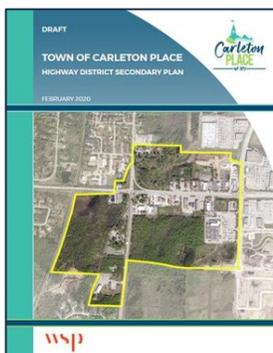 DRAFT
TOWN OF CARLETON PLACE
HIGHWAY DISTRICT SECONDARY PLAN
FEBRUARY 2020
Carleton
PLACE
wsp